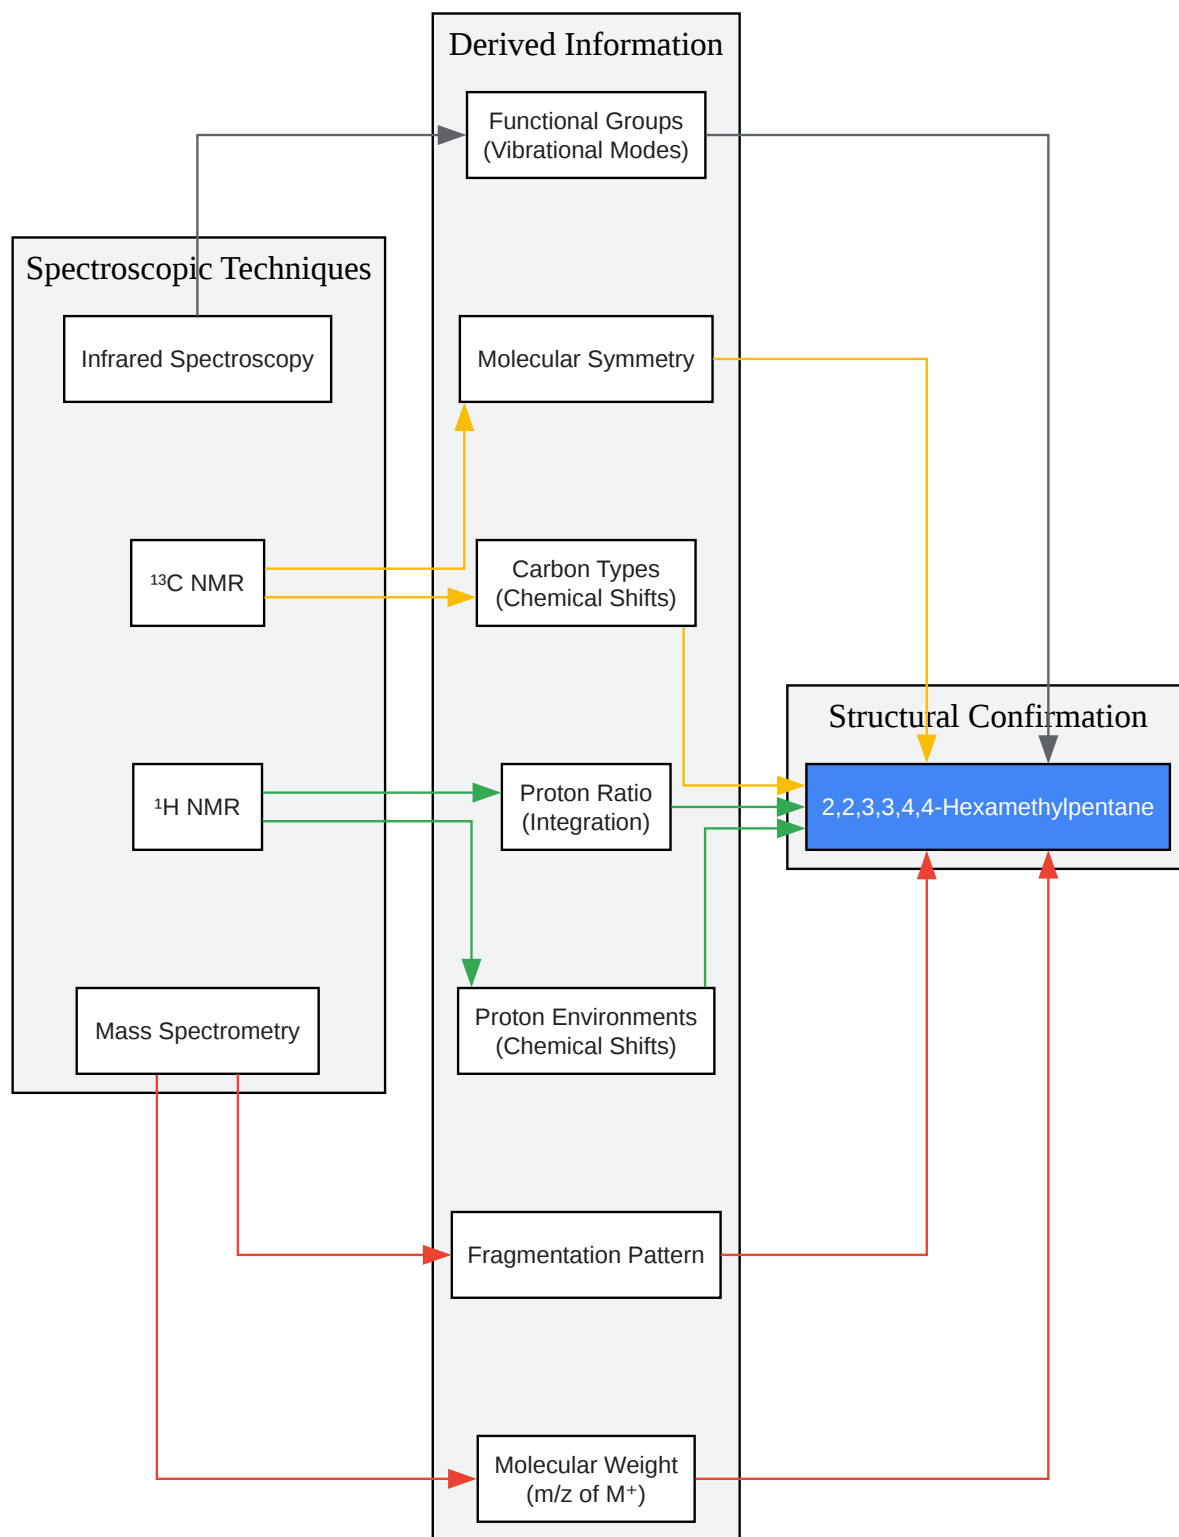 Derived Information
Functional Groups
(Vibrational Modes)
Spectroscopic Techniques
Infrared Spectroscopy
Molecular Symmetry
¹³C NMR
Carbon Types
(Chemical Shifts)
Structural Confirmation
¹H NMR
Proton Ratio
(Integration)
2,2,3,3,4,4-Hexamethylpentane
Mass Spectrometry
Proton Environments
(Chemical Shifts)
Fragmentation Pattern
Molecular Weight
(m/z of M⁺)